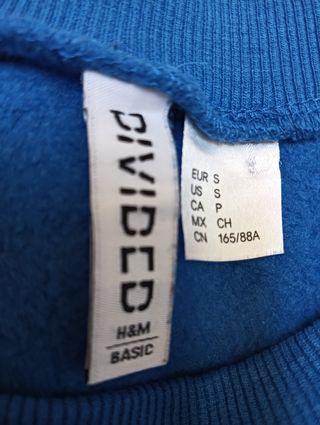 DIVIDED
H&M
BASIC
EUR S
US S
CA P
MX CH
CN 165/88A